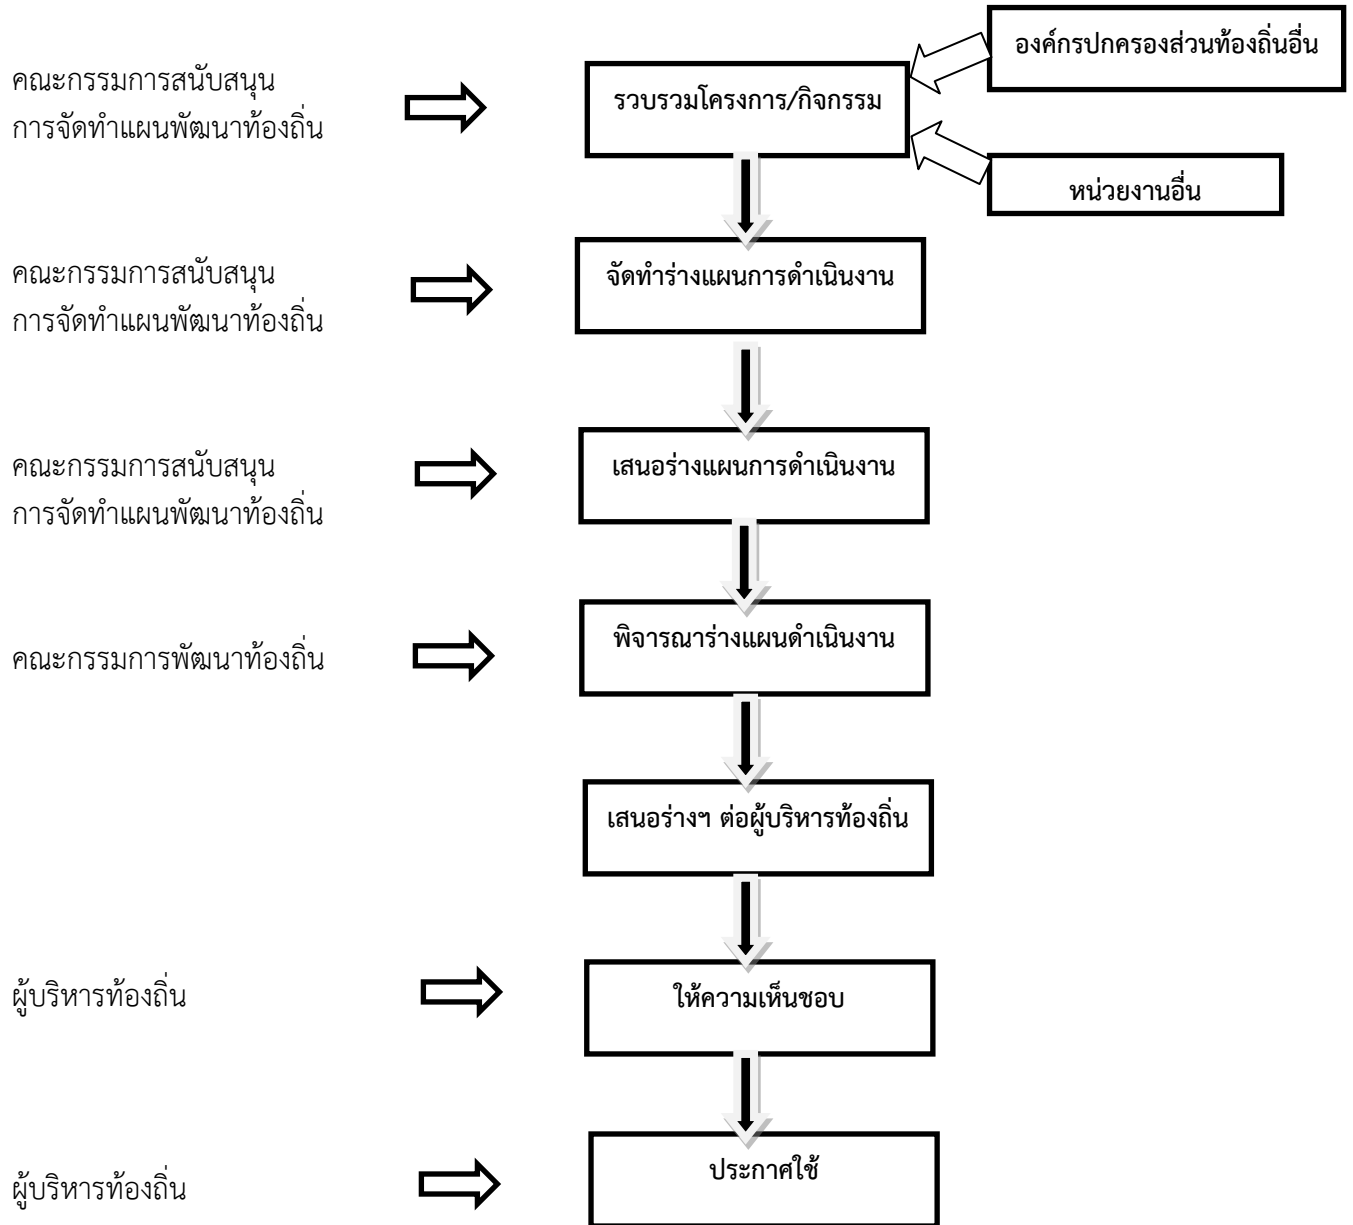 องค์กรปกครองส่วนท้องถิ่นอื่น
คณะกรรมการสนับสนุน
การจัดทำแผนพัฒนาท้องถิ่น
รวบรวมโครงการ/กิจกรรม
หน่วยงานอื่น
คณะกรรมการสนับสนุน
การจัดทำแผนพัฒนาท้องถิ่น
จัดทำร่างแผนการดำเนินงาน
คณะกรรมการสนับสนุน
การจัดทำแผนพัฒนาท้องถิ่น
เสนอร่างแผนการดำเนินงาน
คณะกรรมการพัฒนาท้องถิ่น
พิจารณาร่างแผนดำเนินงาน
เสนอร่างฯ ต่อผู้บริหารท้องถิ่น
ผู้บริหารท้องถิ่น
ให้ความเห็นชอบ
ผู้บริหารท้องถิ่น
ประกาศใช้